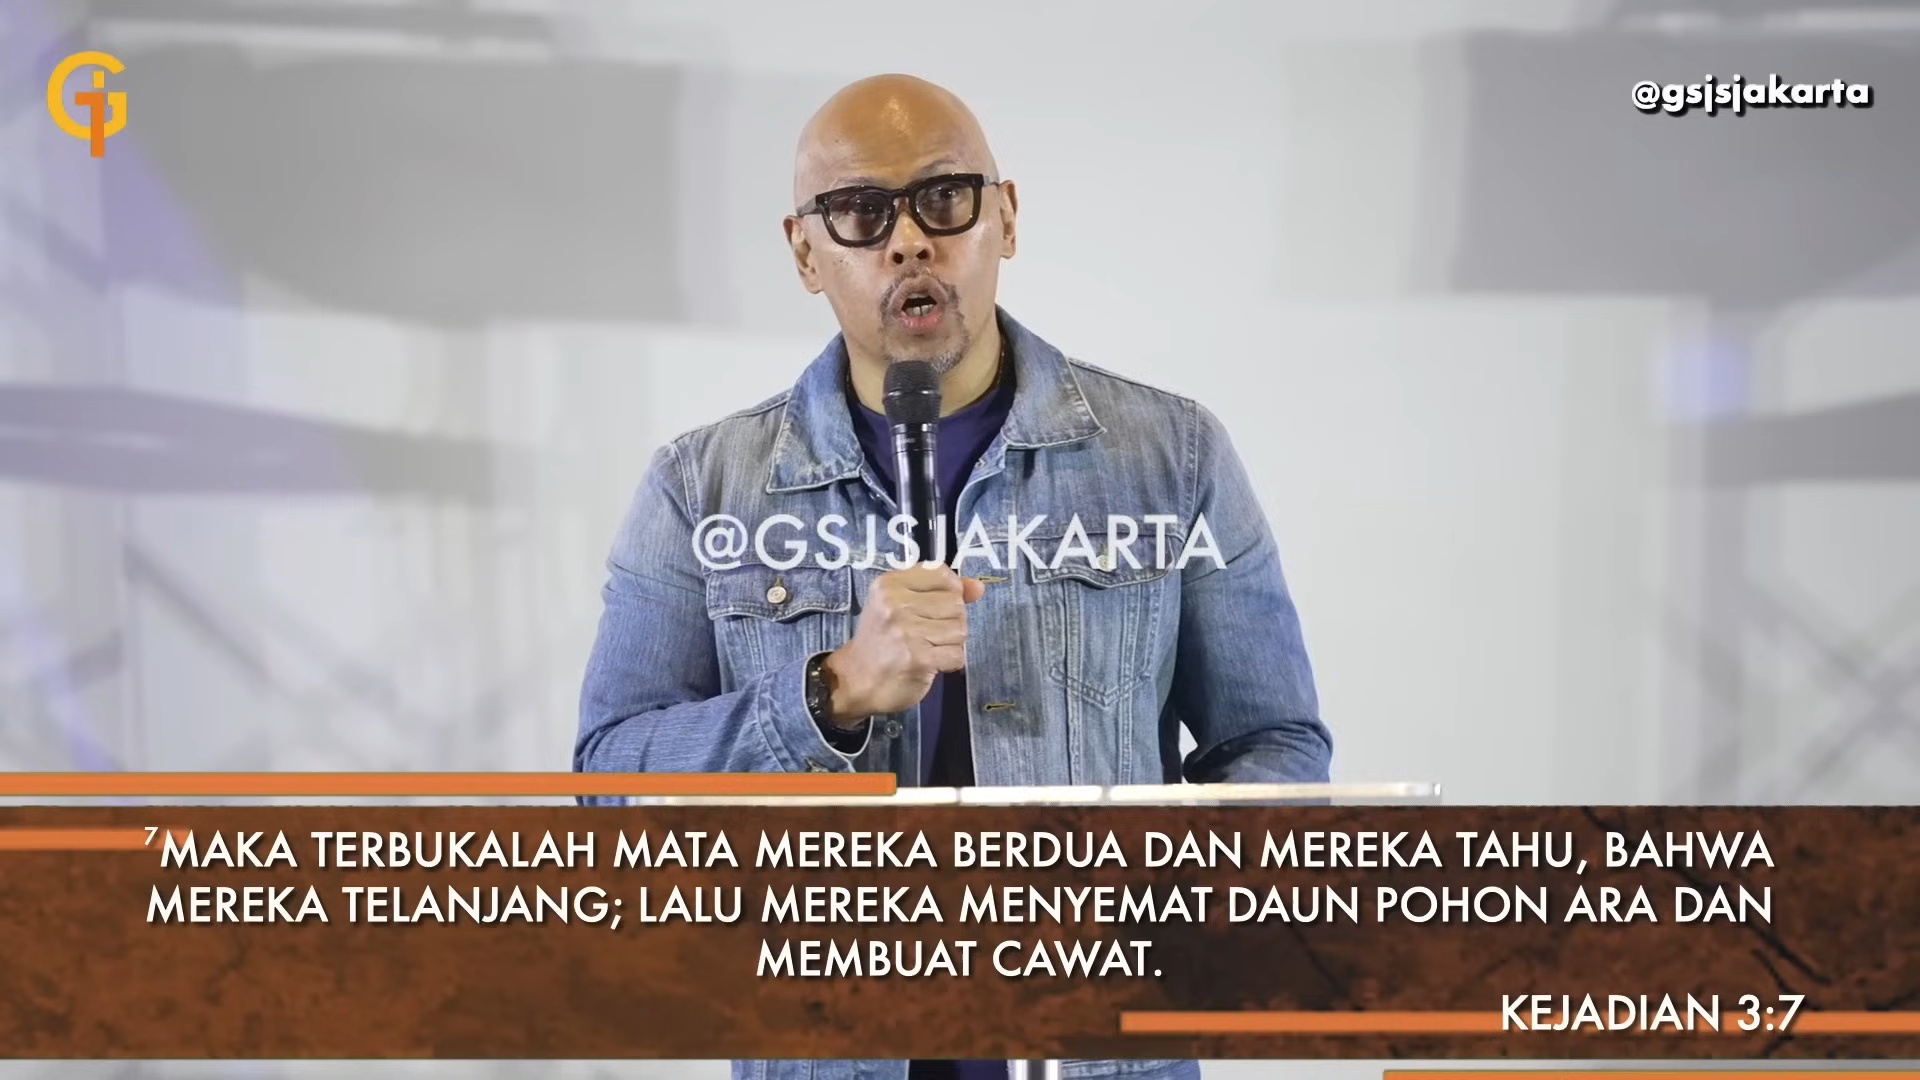 @gsjsjakarta
@GSJSJAKARTA
⁷MAKA TERBUKALAH MATA MEREKA BERDUA DAN MEREKA TAHU, BAHWA
MEREKA TELANJANG; LALU MEREKA MENYEMAT DAUN POHON ARA DAN
MEMBUAT CAWAT.
KEJADIAN 3:7